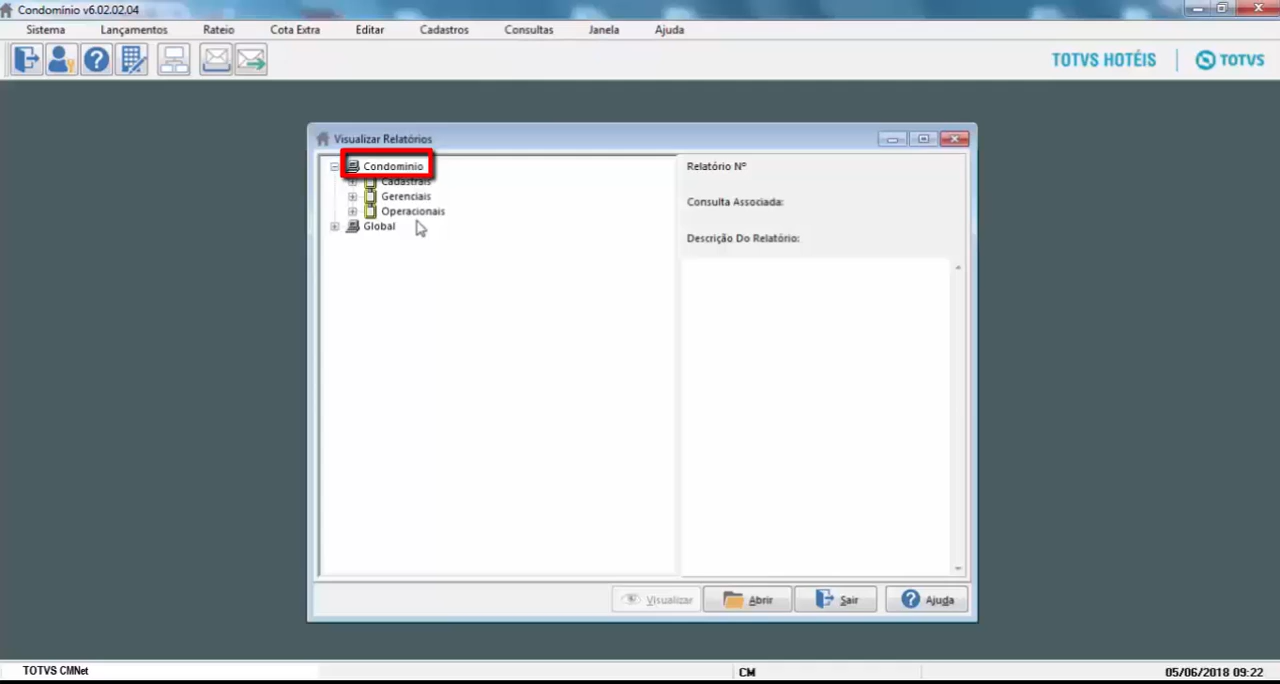 Condomínio v6.02.02.04
Sistema Lançamentos Rateio Cota Extra Editar Cadastros Consultas Janela Ajuda
TOTVS HOTÉIS TOTVS
Visualizar Relatórios
Condominio
Cadastrais
Gerenciais
Operacionais
Global
Relatório Nº
Consulta Associada:
Descrição Do Relatório:
Visualizar Abrir Sair Ajuda
TOTVS CMNet CM 05/06/2018 09:22